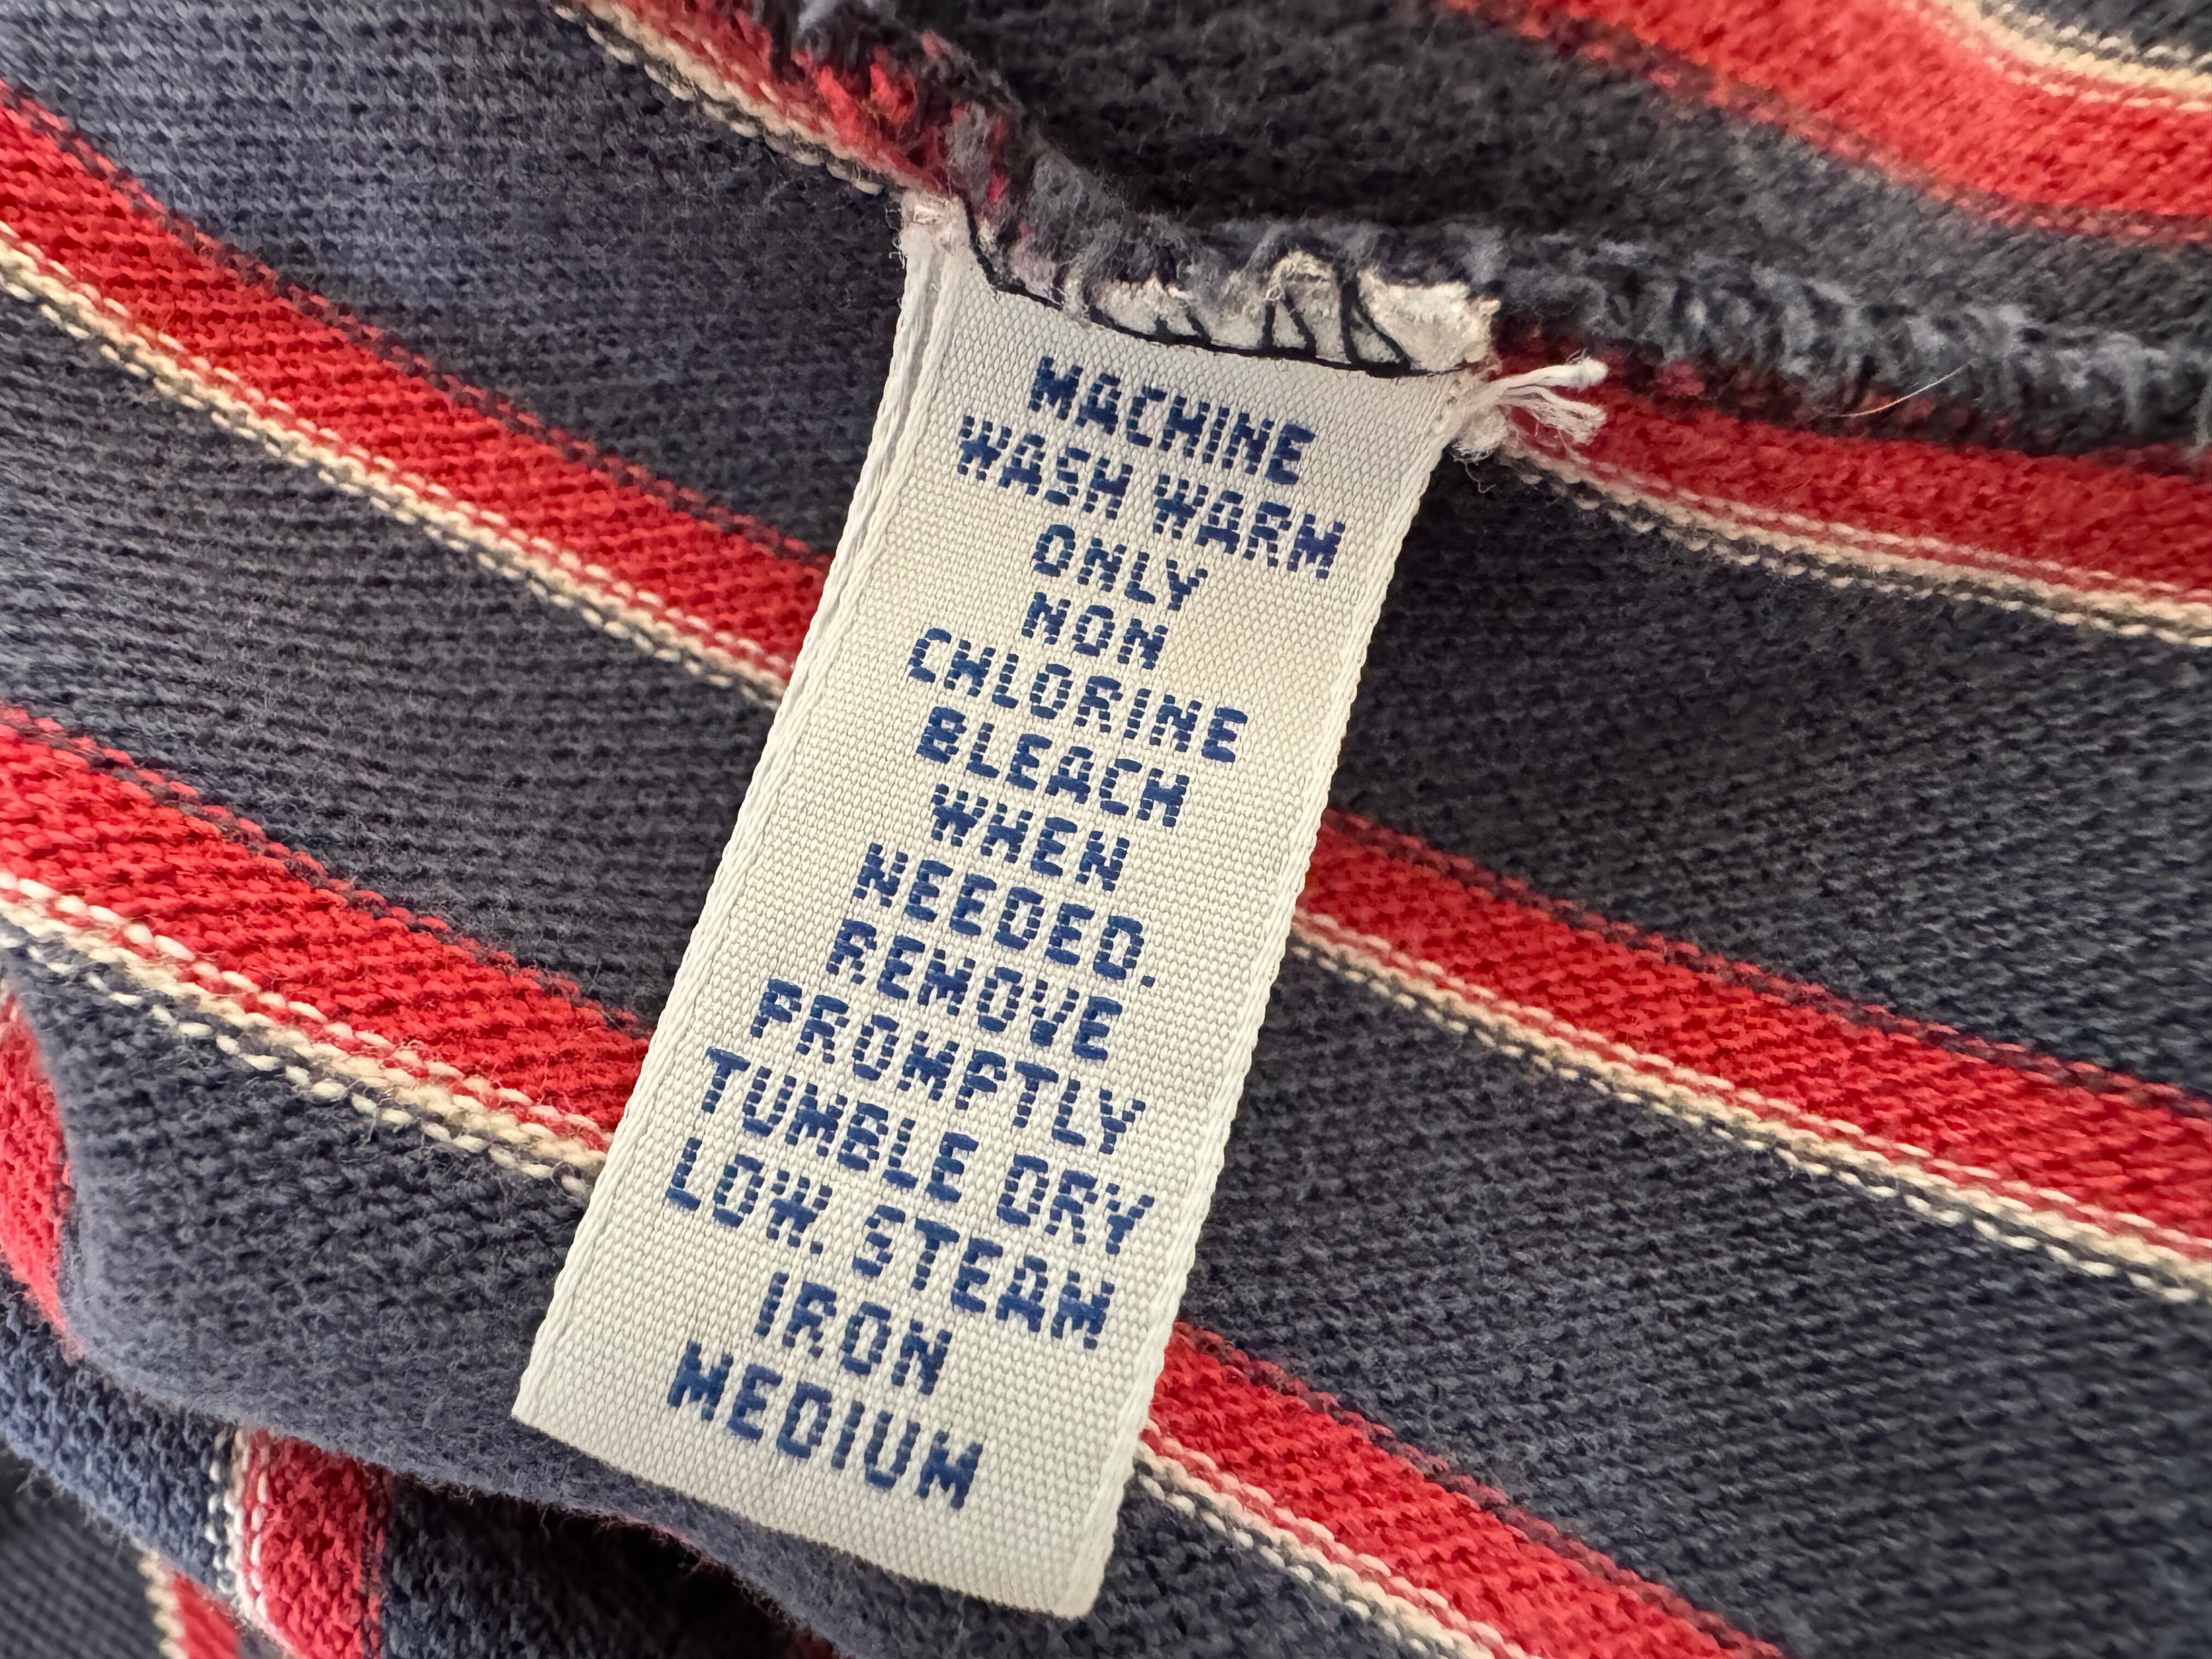 MACHINE
WASH WARM
ONLY
NON
CHLORINE
BLEACH
WHEN
NEEDED.
REMOVE
PROMPTLY
TUMBLE DRY
LOW. STEAM
IRON
MEDIUM